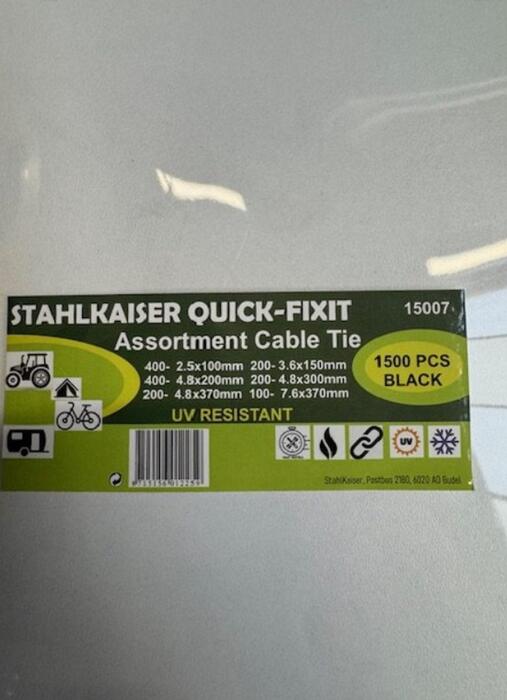 STAHLKAISER QUICK-FIXIT 15007
Assortment Cable Tie
400- 2.5x100mm 200- 3.6x150mm
400- 4.8x200mm 200- 4.8x300mm
200- 4.8x370mm 100- 7.6x370mm
1500 PCS
BLACK
UV RESISTANT
UV
StahlKaiser, Postbus 2180, 6020 AD Budel